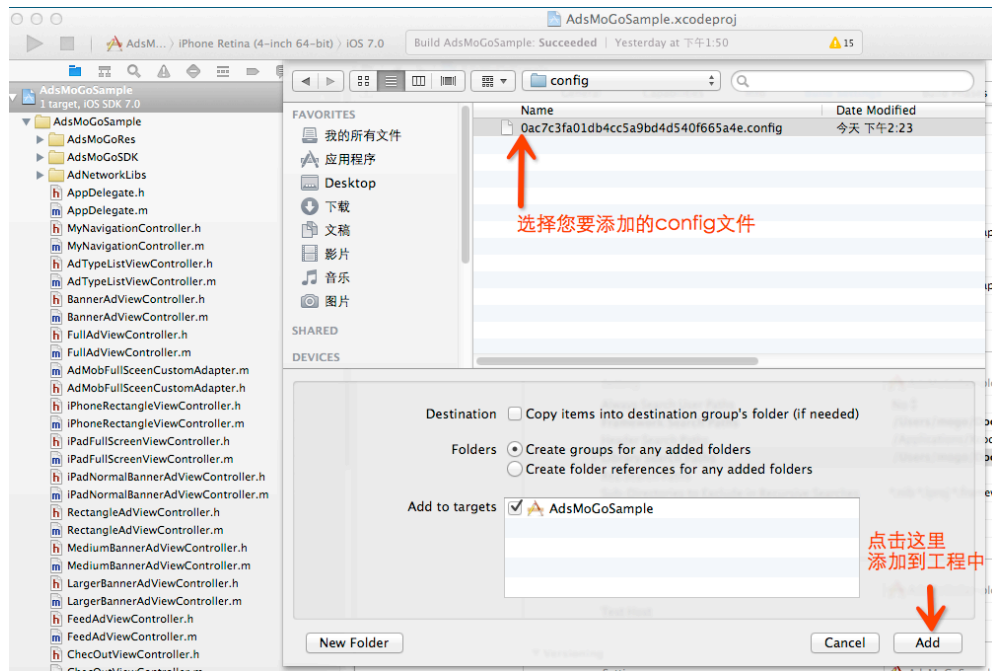 AdsMoGoSample.xcodeproj
AdsM... iPhone Retina (4-inch 64-bit) iOS 7.0
Build AdsMoGoSample: Succeeded | Yesterday at 下午1:50
15
AdsMoGoSample
1 target, iOS SDK 7.0
AdsMoGoSample
AdsMoGoRes
AdsMoGoSDK
AdNetworkLibs
AppDelegate.h
AppDelegate.m
MyNavigationController.h
MyNavigationController.m
AdTypeListViewController.h
AdTypeListViewController.m
BannerAdViewController.h
BannerAdViewController.m
FullAdViewController.h
FullAdViewController.m
AdMobFullSceenCustomAdapter.m
AdMobFullSceenCustomAdapter.h
iPhoneRectangleViewController.h
iPhoneRectangleViewController.m
iPadFullScreenViewController.h
iPadFullScreenViewController.m
iPadNormalBannerAdViewController.h
iPadNormalBannerAdViewController.m
RectangleAdViewController.h
RectangleAdViewController.m
MediumBannerAdViewController.h
MediumBannerAdViewController.m
LargerBannerAdViewController.h
LargerBannerAdViewController.m
FeedAdViewController.h
FeedAdViewController.m
ChecOutViewController.h
config
FAVORITES
我的所有文件
应用程序
Desktop
下载
文稿
影片
音乐
图片
SHARED
DEVICES
Name
Date Modified
0ac7c3fa01db4cc5a9bd4d540f665a4e.config
今天 下午2:23
选择您要添加的config文件
Destination
Copy items into destination group's folder (if needed)
Folders
Create groups for any added folders
Create folder references for any added folders
Add to targets
AdsMoGoSample
点击这里
添加到工程中
New Folder
Cancel
Add